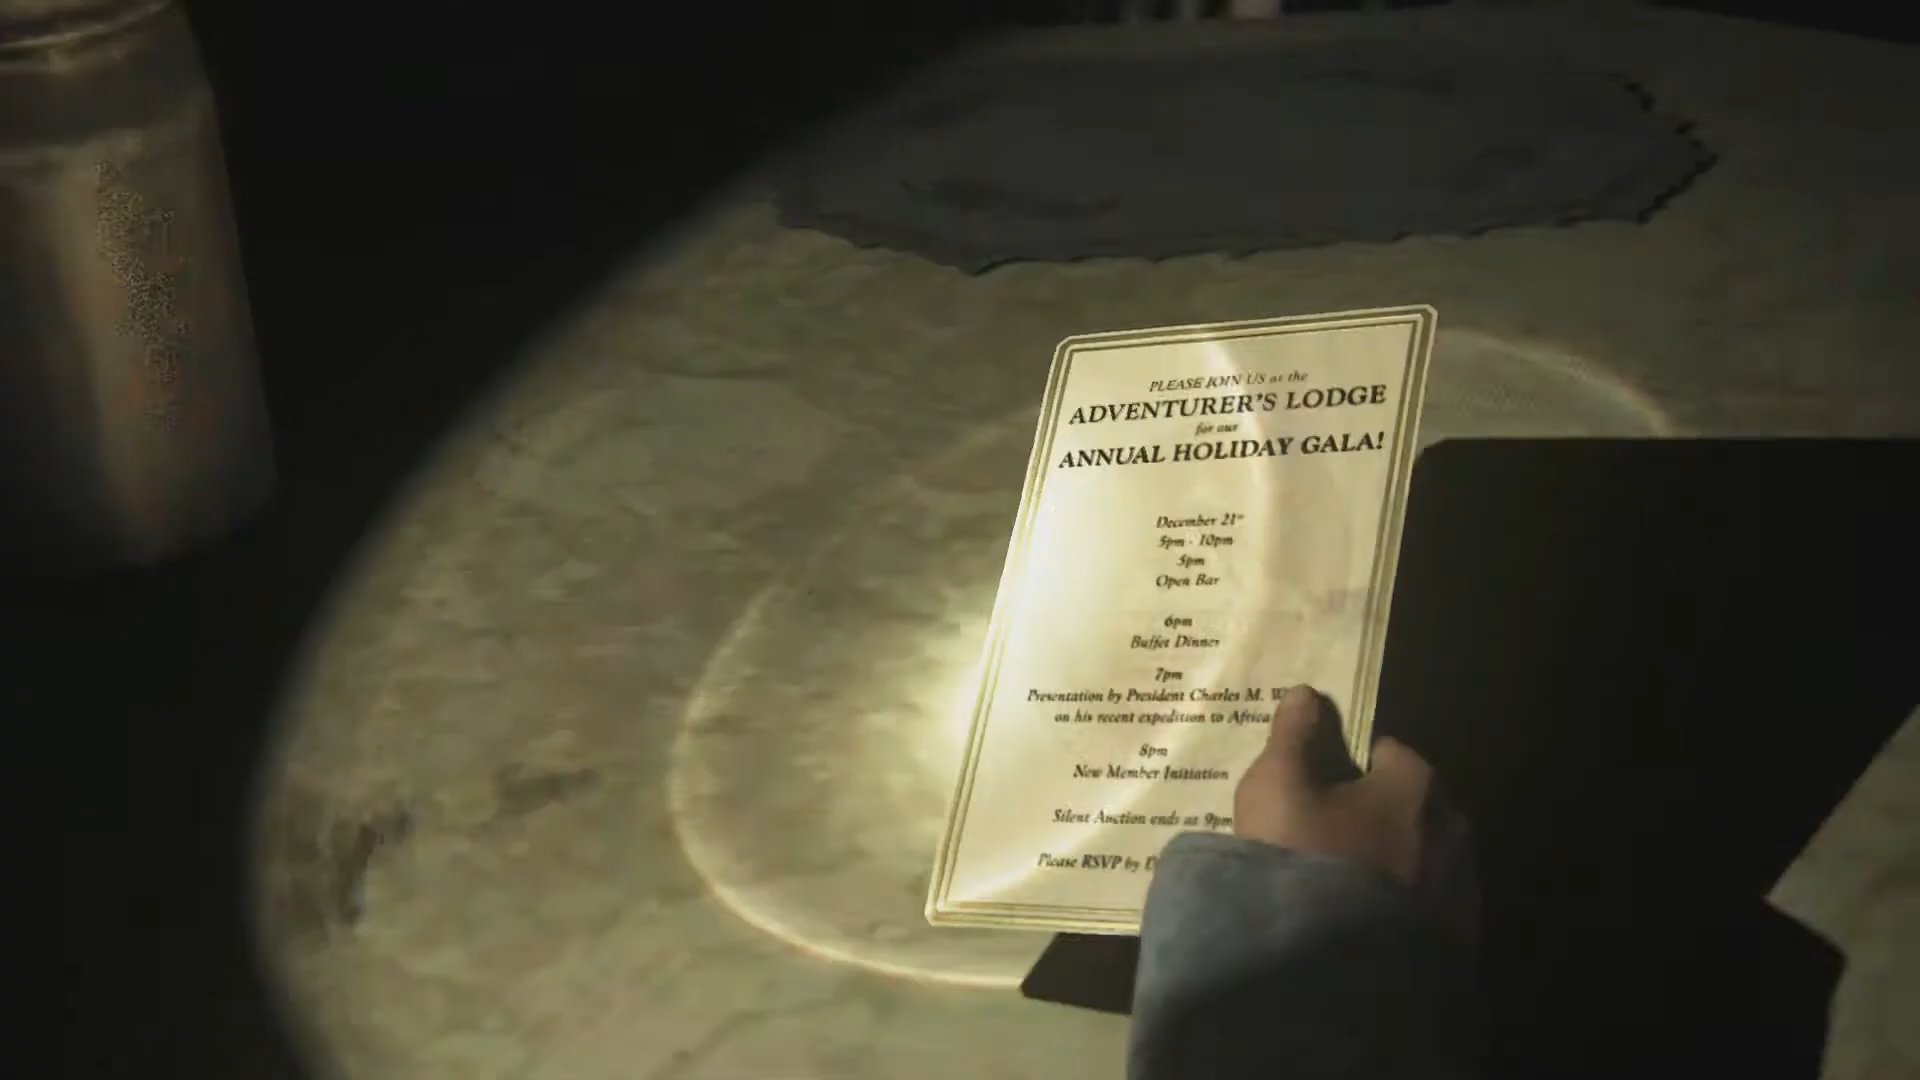 PLEASE JOIN US at the
ADVENTURER'S LODGE
for our
ANNUAL HOLIDAY GALA!
December 21st
5pm - 10pm
5pm
Open Bar
6pm
Buffet Dinner
7pm
Presentation by President Charles M.
on his recent expedition to Africa
8pm
New Member Initiation
Silent Auction ends at 9pm
Please RSVP by